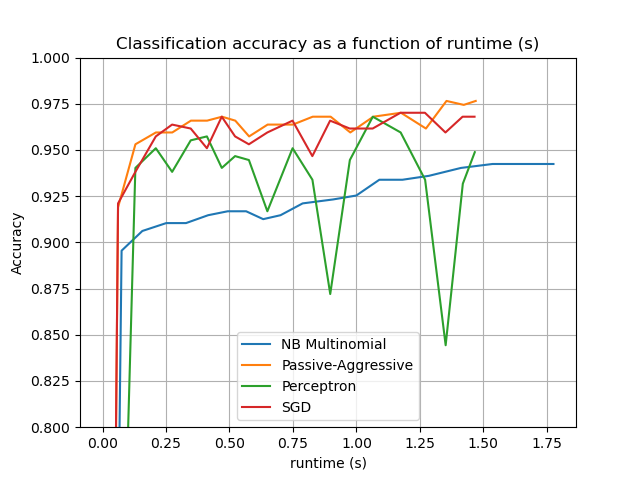 Classification accuracy as a function of runtime (s)
1.000
0.975
0.950
0.925
0.900
0.875
0.850
0.825
0.800
Accuracy
NB Multinomial
Passive-Aggressive
Perceptron
SGD
0.00 0.25 0.50 0.75 1.00 1.25 1.50 1.75
runtime (s)